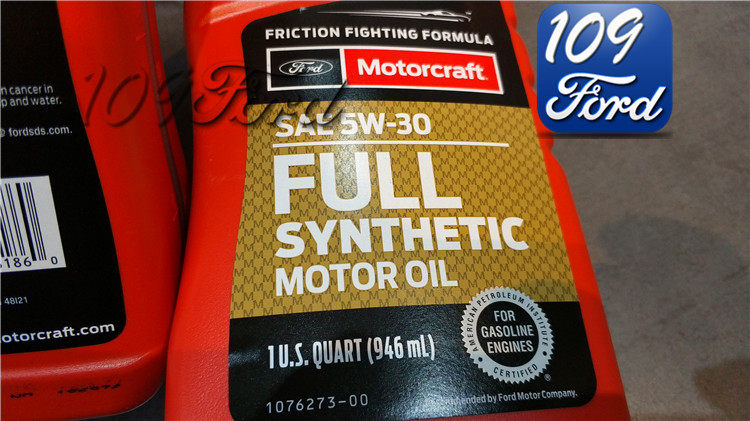 FRICTION FIGHTING FORMULA
Ford
Motorcraft
SAE 5W-30
FULL
SYNTHETIC
MOTOR OIL
1 U.S. QUART (946 mL)
1076273-00
AMERICAN PETROLEUM INSTITUTE
FOR
GASOLINE
ENGINES
CERTIFIED
by Ford Motor Company.
109
Ford
109Ford
cancer in
and water.
@ fordsds.com.
186 0
48I21
otorcraft.com